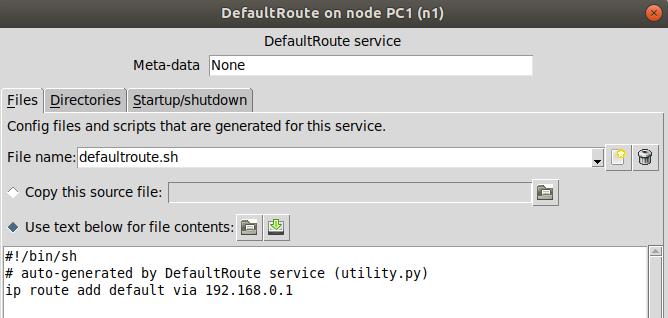 DefaultRoute on node PC1 (n1)
DefaultRoute service
Meta-data None
Files Directories Startup/shutdown
Config files and scripts that are generated for this service.
File name: defaultroute.sh
Copy this source file:
Use text below for file contents:
#!/bin/sh
# auto-generated by DefaultRoute service (utility.py)
ip route add default via 192.168.0.1